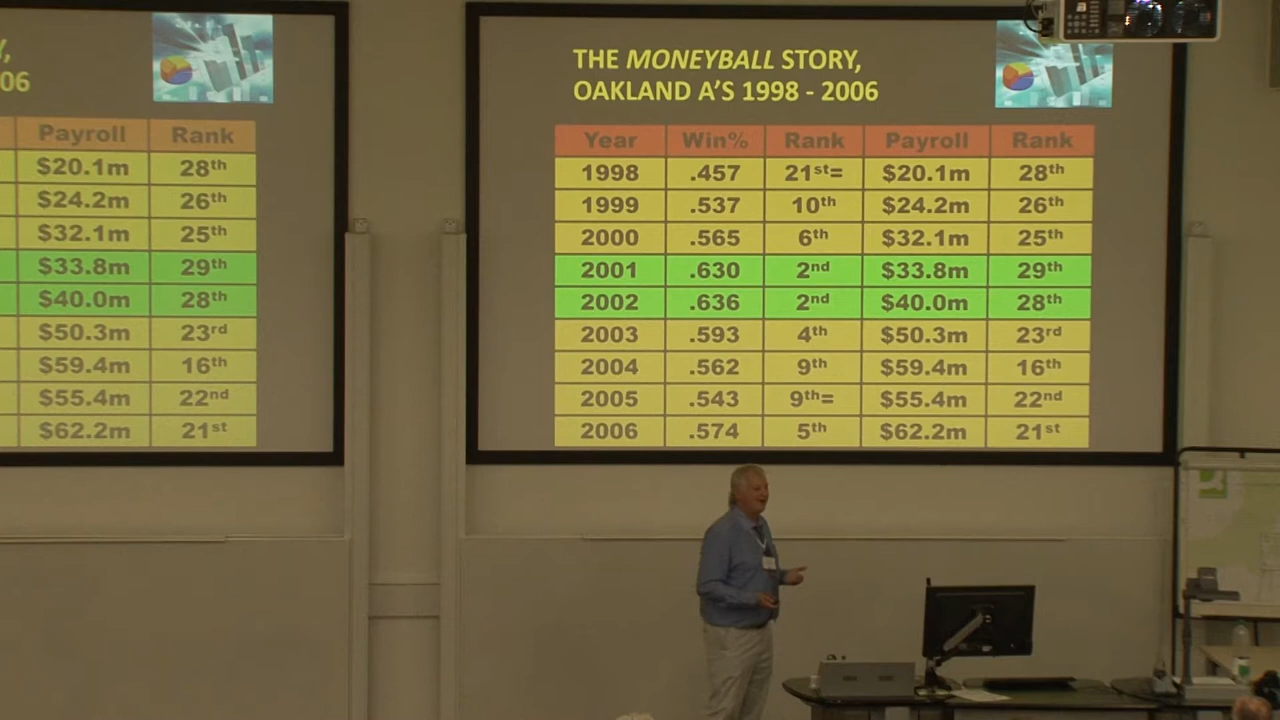 Y,
06
Payroll Rank
$20.1m 28th
$24.2m 26th
$32.1m 25th
$33.8m 29th
$40.0m 28th
$50.3m 23rd
$59.4m 16th
$55.4m 22nd
$62.2m 21st
THE MONEYBALL STORY,
OAKLAND A'S 1998 - 2006
Year Win% Rank Payroll Rank
1998 .457 21st= $20.1m 28th
1999 .537 10th $24.2m 26th
2000 .565 6th $32.1m 25th
2001 .630 2nd $33.8m 29th
2002 .636 2nd $40.0m 28th
2003 .593 4th $50.3m 23rd
2004 .562 9th $59.4m 16th
2005 .543 9th= $55.4m 22nd
2006 .574 5th $62.2m 21st